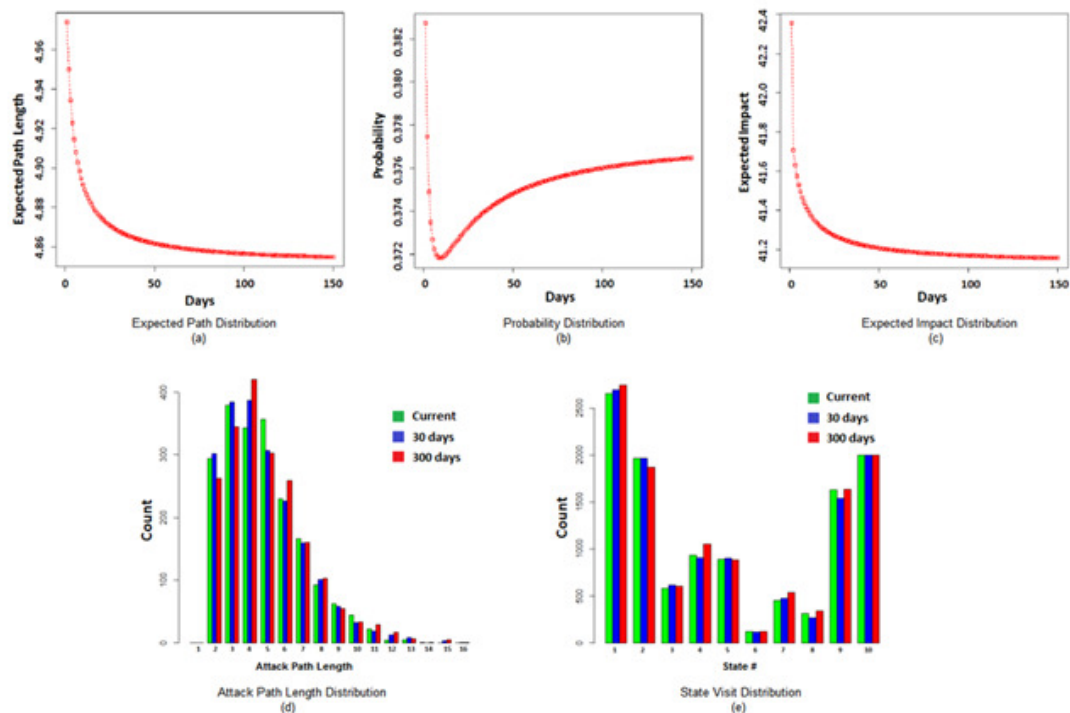 4.96
4.94
4.92
4.90
4.88
4.86
Expected Path Length
0
50
100
150
Days
Expected Path Distribution
(a)
0.382
0.380
0.378
0.376
0.374
0.372
Probability
0
50
100
150
Days
Probability Distribution
(b)
42.4
42.2
42.0
41.8
41.6
41.4
41.2
Expected Impact
0
50
100
150
Days
Expected Impact Distribution
(c)
400
300
200
100
0
Count
Current
30 days
300 days
1 2 3 4 5 6 7 8 9 10 11 12 13 14 15 16
Attack Path Length
Attack Path Length Distribution
(d)
2500
2000
1500
1000
500
0
Count
Current
30 days
300 days
1 2 3 4 5 6 7 8 9 10
State #
State Visit Distribution
(e)